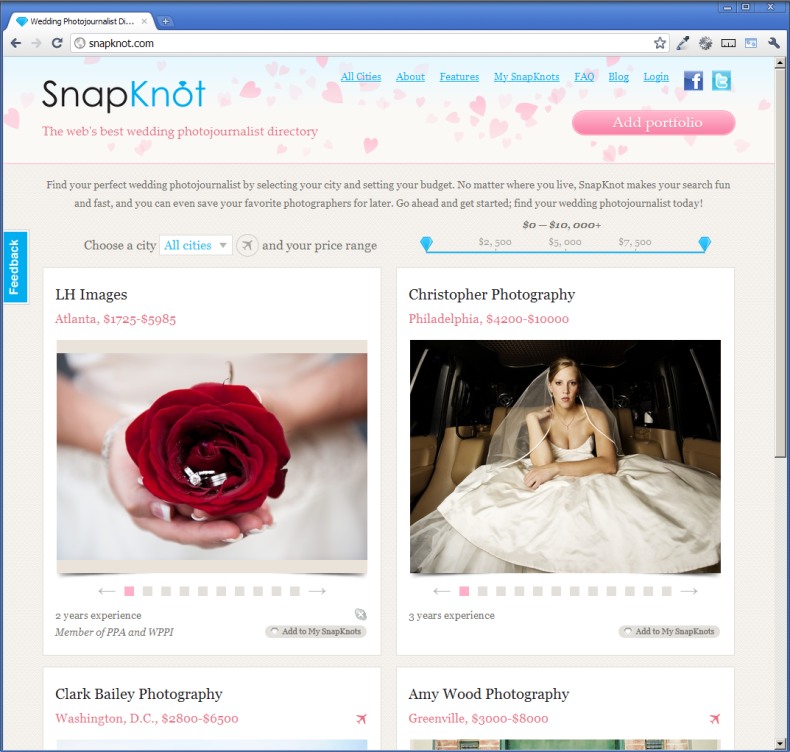 Wedding Photojournalist Di...
snapknot.com
All Cities About Features My SnapKnots FAQ Blog Login
SnapKnot
The web's best wedding photojournalist directory
Add portfolio
Find your perfect wedding photojournalist by selecting your city and setting your budget. No matter where you live, SnapKnot makes your search fun
and fast, and you can even save your favorite photographers for later. Go ahead and get started; find your wedding photojournalist today!
Feedback
$0 — $10, 000+
Choose a city All cities and your price range
$2, 500 $5, 000 $7, 500
LH Images
Atlanta, $1725-$5985
2 years experience
Member of PPA and WPPI
Add to My SnapKnots
Christopher Photography
Philadelphia, $4200-$10000
3 years experience
Add to My SnapKnots
Clark Bailey Photography
Washington, D.C., $2800-$6500
Amy Wood Photography
Greenville, $3000-$8000